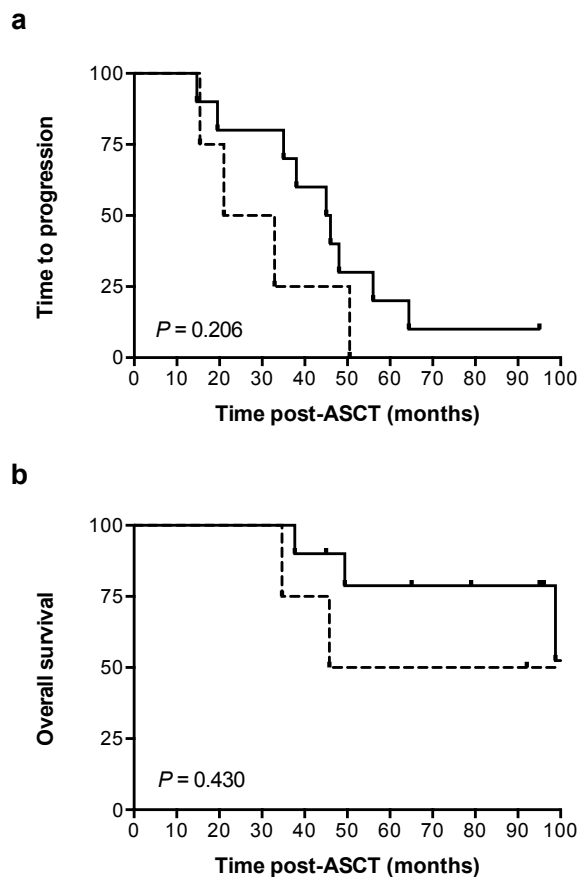 a
Time to progression
100
75
50
25
0
P = 0.206
0 10 20 30 40 50 60 70 80 90 100
Time post-ASCT (months)
b
Overall survival
100
75
50
25
0
P = 0.430
0 10 20 30 40 50 60 70 80 90 100
Time post-ASCT (months)